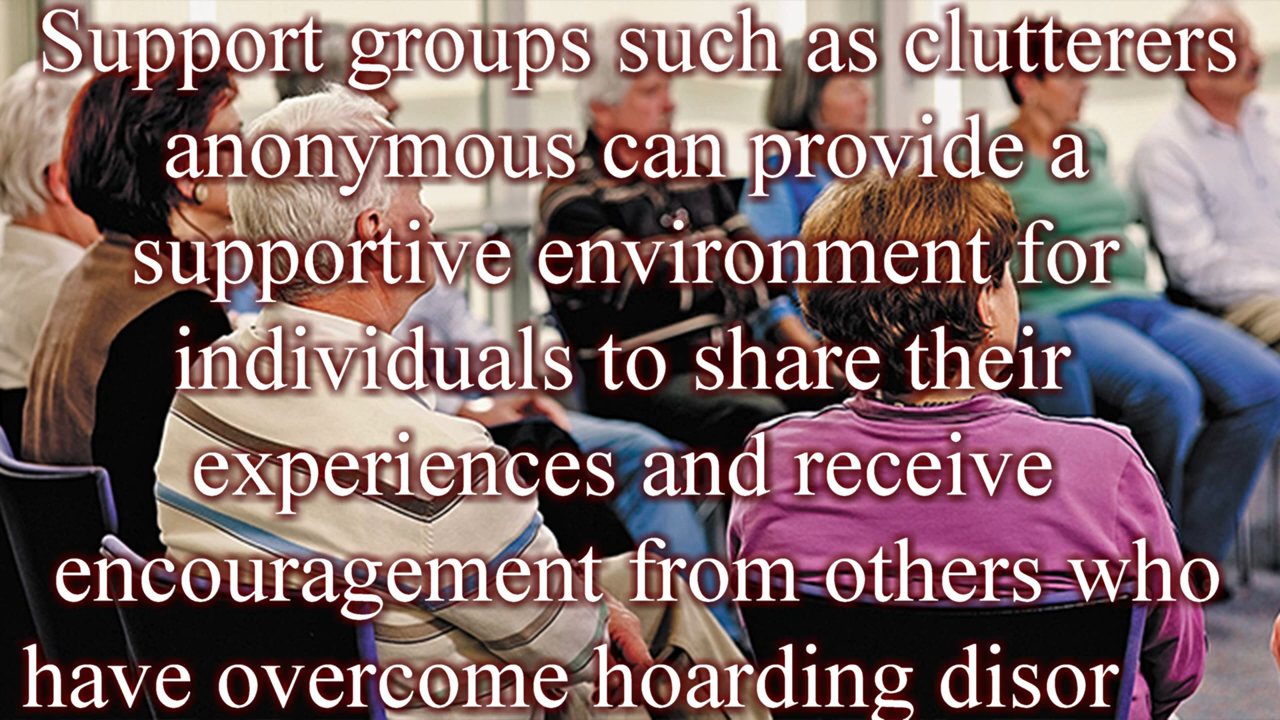 Support groups such as clutterers
anonymous can provide a
supportive environment for
individuals to share their
experiences and receive
encouragement from others who
have overcome hoarding disor